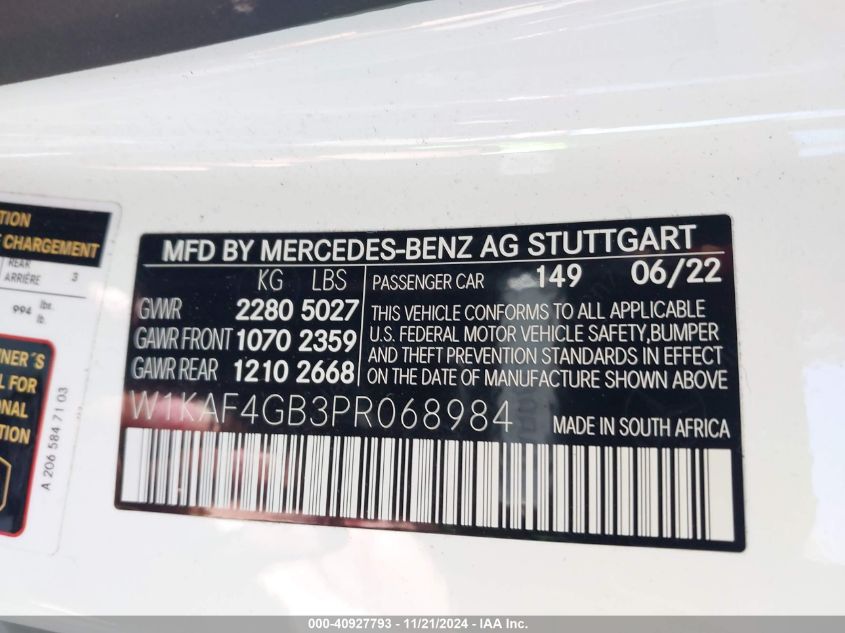 TION
E CHARGEMENT
REAR
ARRIÈRE 3
994 lbs.
lb.
NER'S
L FOR
ONAL
TION
A 206 584 71 03
MFD BY MERCEDES-BENZ AG STUTTGART
KG LBS
GVWR 2280 5027
GAWR FRONT 1070 2359
GAWR REAR 1210 2668
PASSENGER CAR 149 06/22
THIS VEHICLE CONFORMS TO ALL APPLICABLE
U.S. FEDERAL MOTOR VEHICLE SAFETY,BUMPER
AND THEFT PREVENTION STANDARDS IN EFFECT
ON THE DATE OF MANUFACTURE SHOWN ABOVE
W1KAF4GB3PR068984 MADE IN SOUTH AFRICA
000-40927793 - 11/21/2024 - IAA Inc.